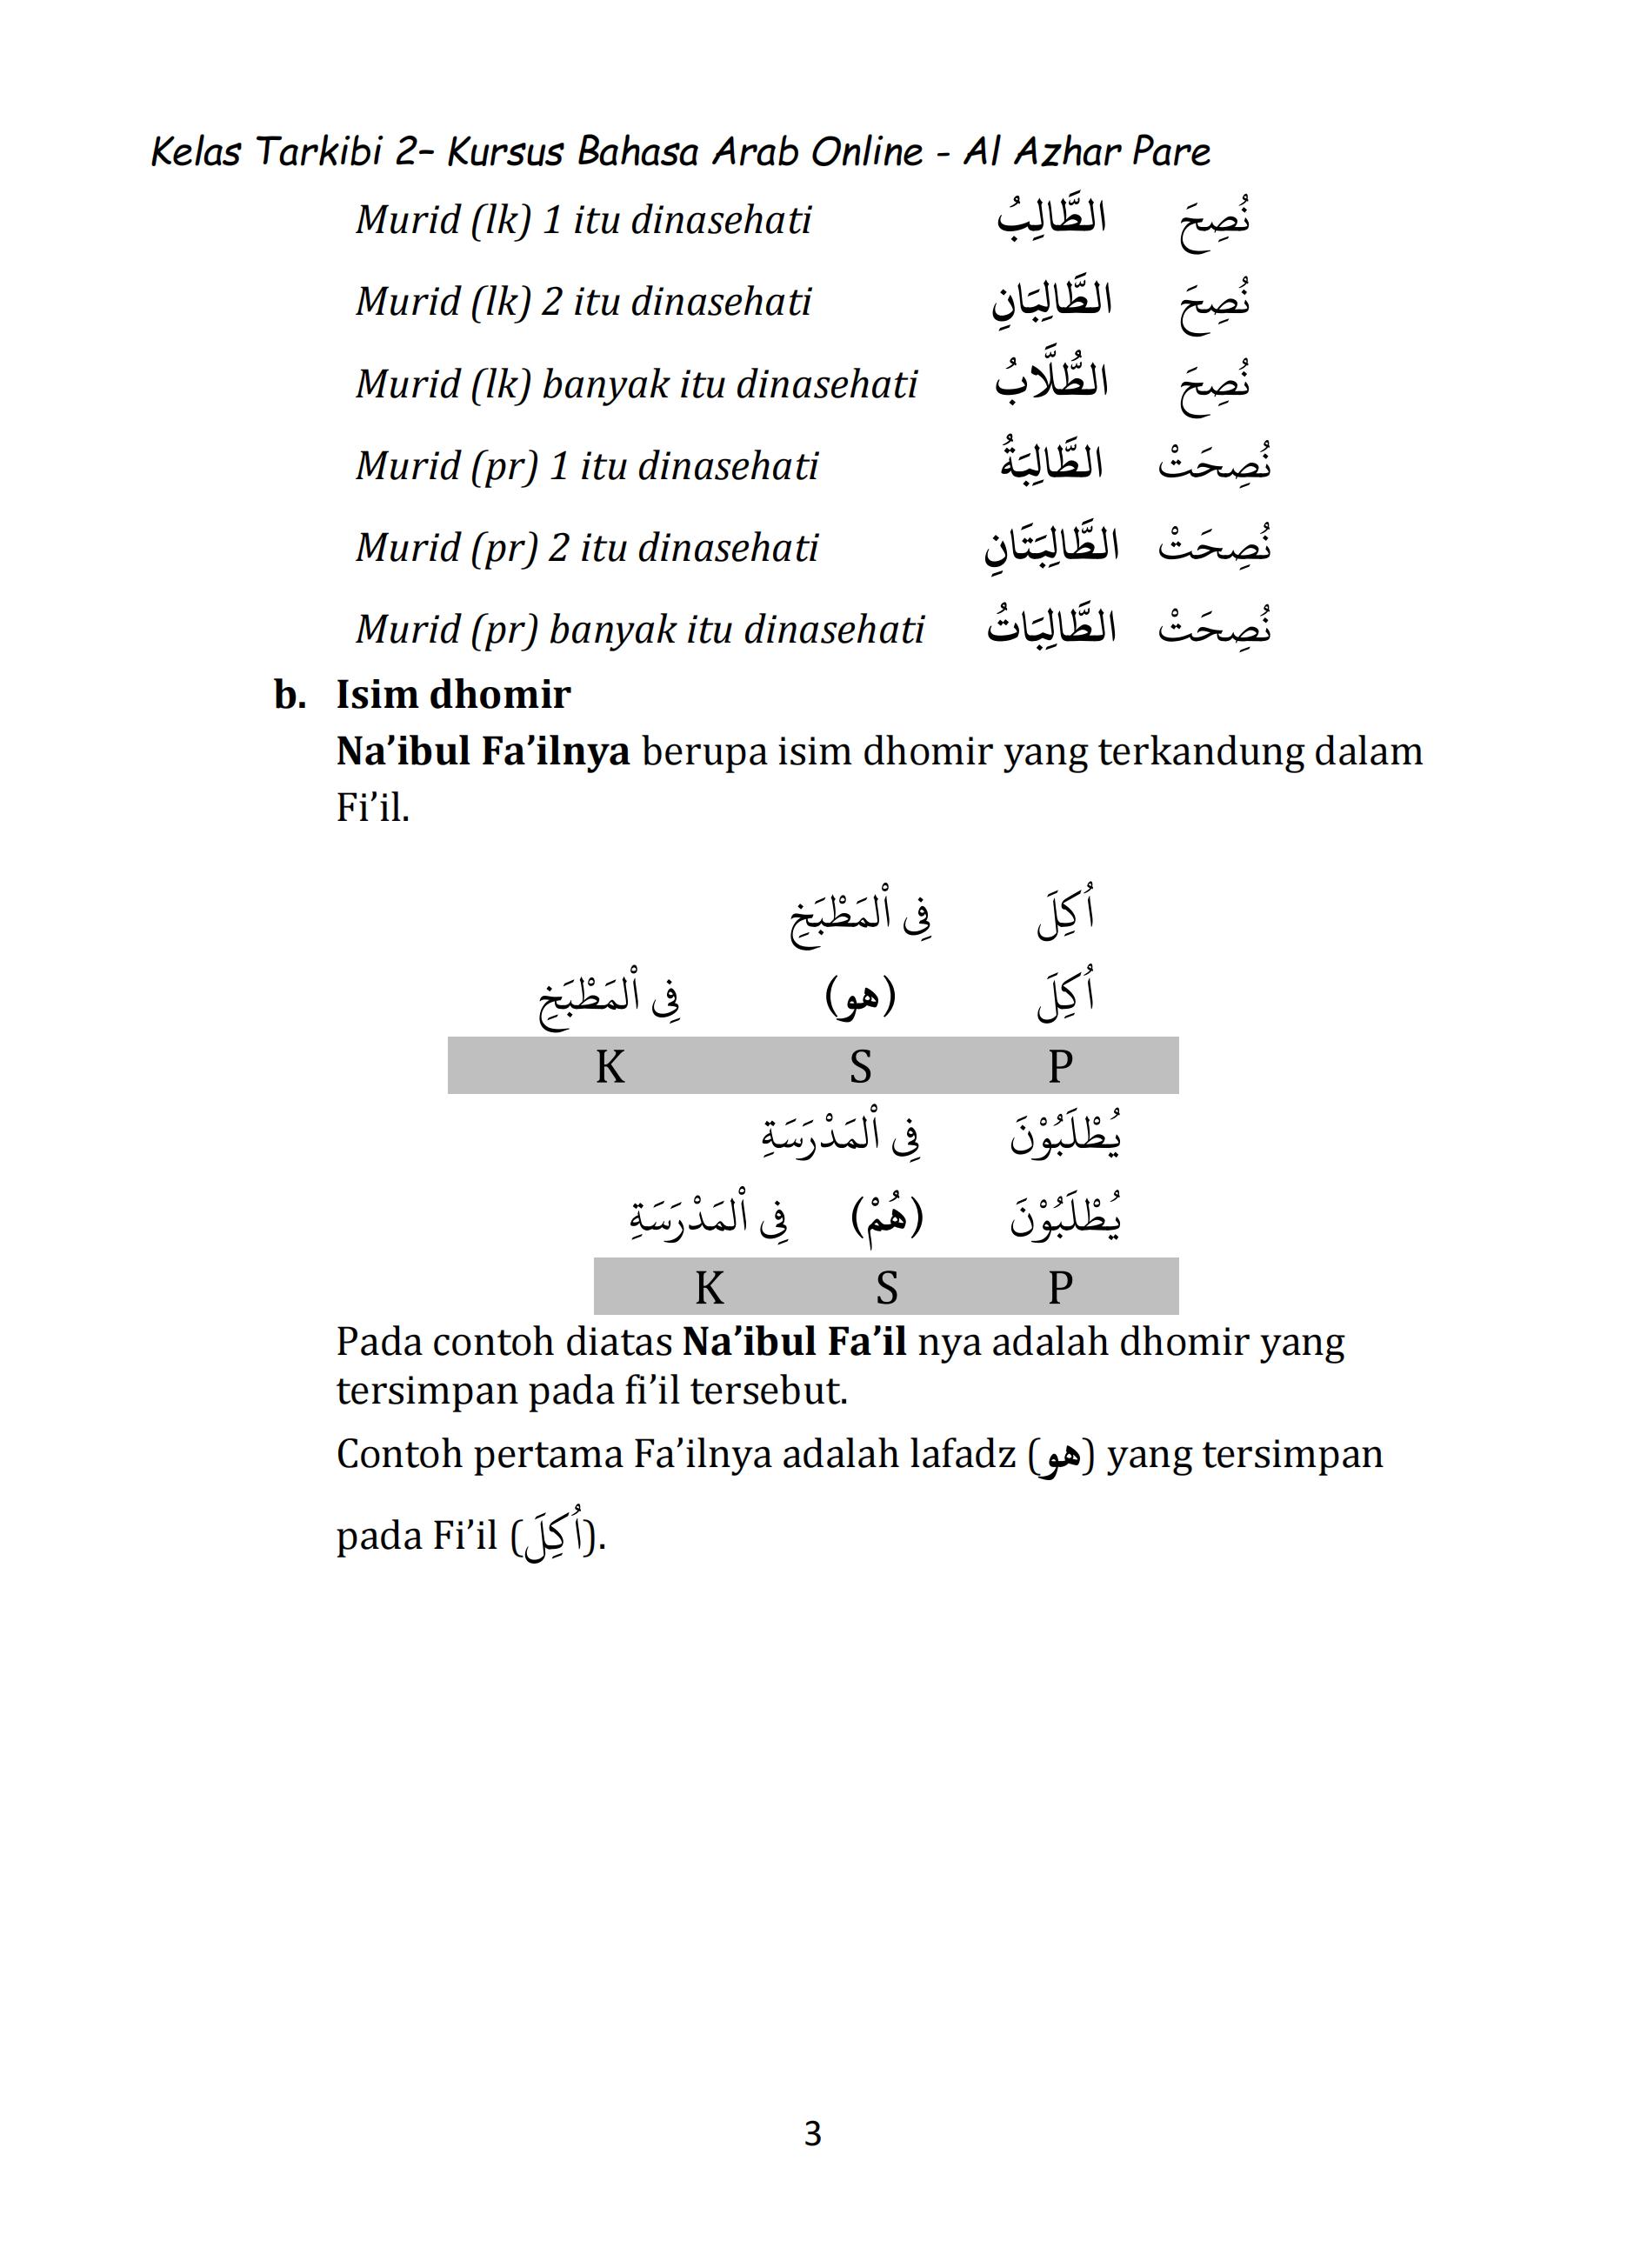 Kelas Tarkibi 2– Kursus Bahasa Arab Online - Al Azhar Pare
نُصِحَ الطَّالِبُ Murid (lk) 1 itu dinasehati
نُصِحَ الطَّالِبَانِ Murid (lk) 2 itu dinasehati
نُصِحَ الطُّلَّابُ Murid (lk) banyak itu dinasehati
نُصِحَتْ الطَّالِبَةُ Murid (pr) 1 itu dinasehati
نُصِحَتْ الطَّالِبَتَانِ Murid (pr) 2 itu dinasehati
نُصِحَتْ الطَّالِبَاتُ Murid (pr) banyak itu dinasehati
b. Isim dhomir
Na’ibul Fa’ilnya berupa isim dhomir yang terkandung dalam
Fi’il.
اُكِلَ فِى اْلمَطْبَخِ
اُكِلَ (هو) فِى اْلمَطْبَخِ
K S P
يُطْلَبُوْنَ فِى اْلمَدْرَسَةِ
يُطْلَبُوْنَ (هُمْ) فِى اْلمَدْرَسَةِ
K S P
Pada contoh diatas Na’ibul Fa’il nya adalah dhomir yang
tersimpan pada fi’il tersebut.
Contoh pertama Fa’ilnya adalah lafadz (هو) yang tersimpan
pada Fi’il (اُكِلَ).
3